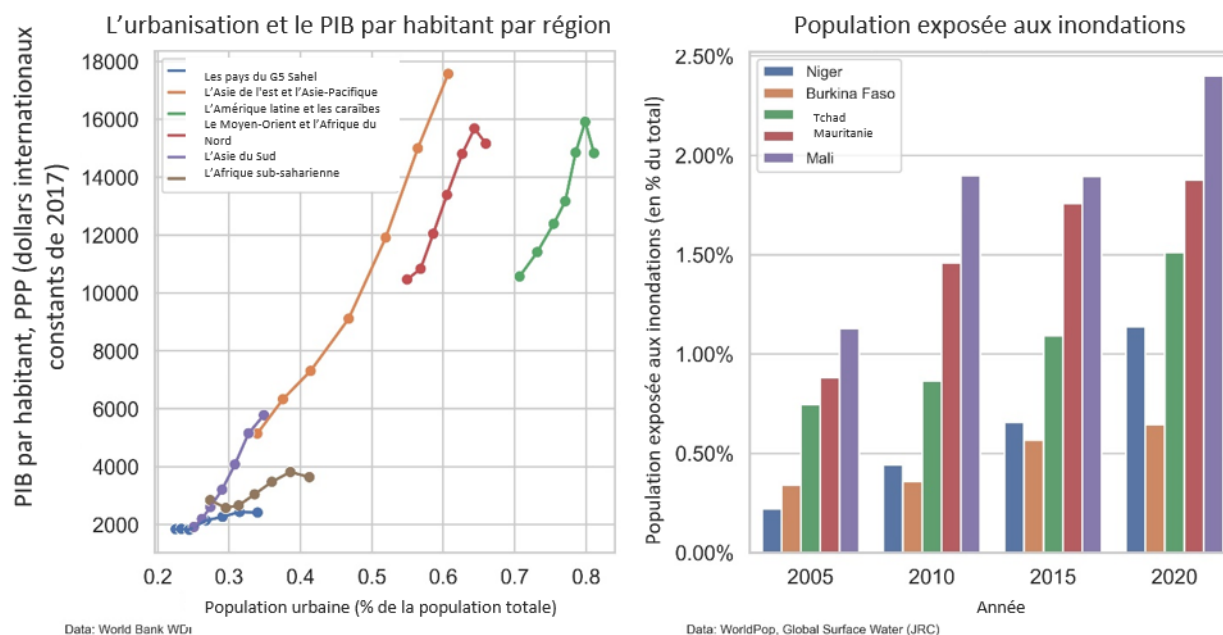 L'urbanisation et le PIB par habitant par région
PIB par habitant, PPP (dollars internationaux
constants de 2017)
18000
16000
14000
12000
10000
8000
6000
4000
2000
Les pays du G5 Sahel
L'Asie de l'est et l'Asie-Pacifique
L'Amérique latine et les caraïbes
Le Moyen-Orient et l'Afrique du
Nord
L'Asie du Sud
L'Afrique sub-saharienne
0.2 0.3 0.4 0.5 0.6 0.7 0.8
Population urbaine (% de la population totale)
Data: World Bank WDI
Population exposée aux inondations
Population exposée aux inondations (en % du total)
2.50%
2.00%
1.50%
1.00%
0.50%
0.00%
Niger
Burkina Faso
Tchad
Mauritanie
Mali
2005 2010 2015 2020
Année
Data: WorldPop, Global Surface Water (JRC)